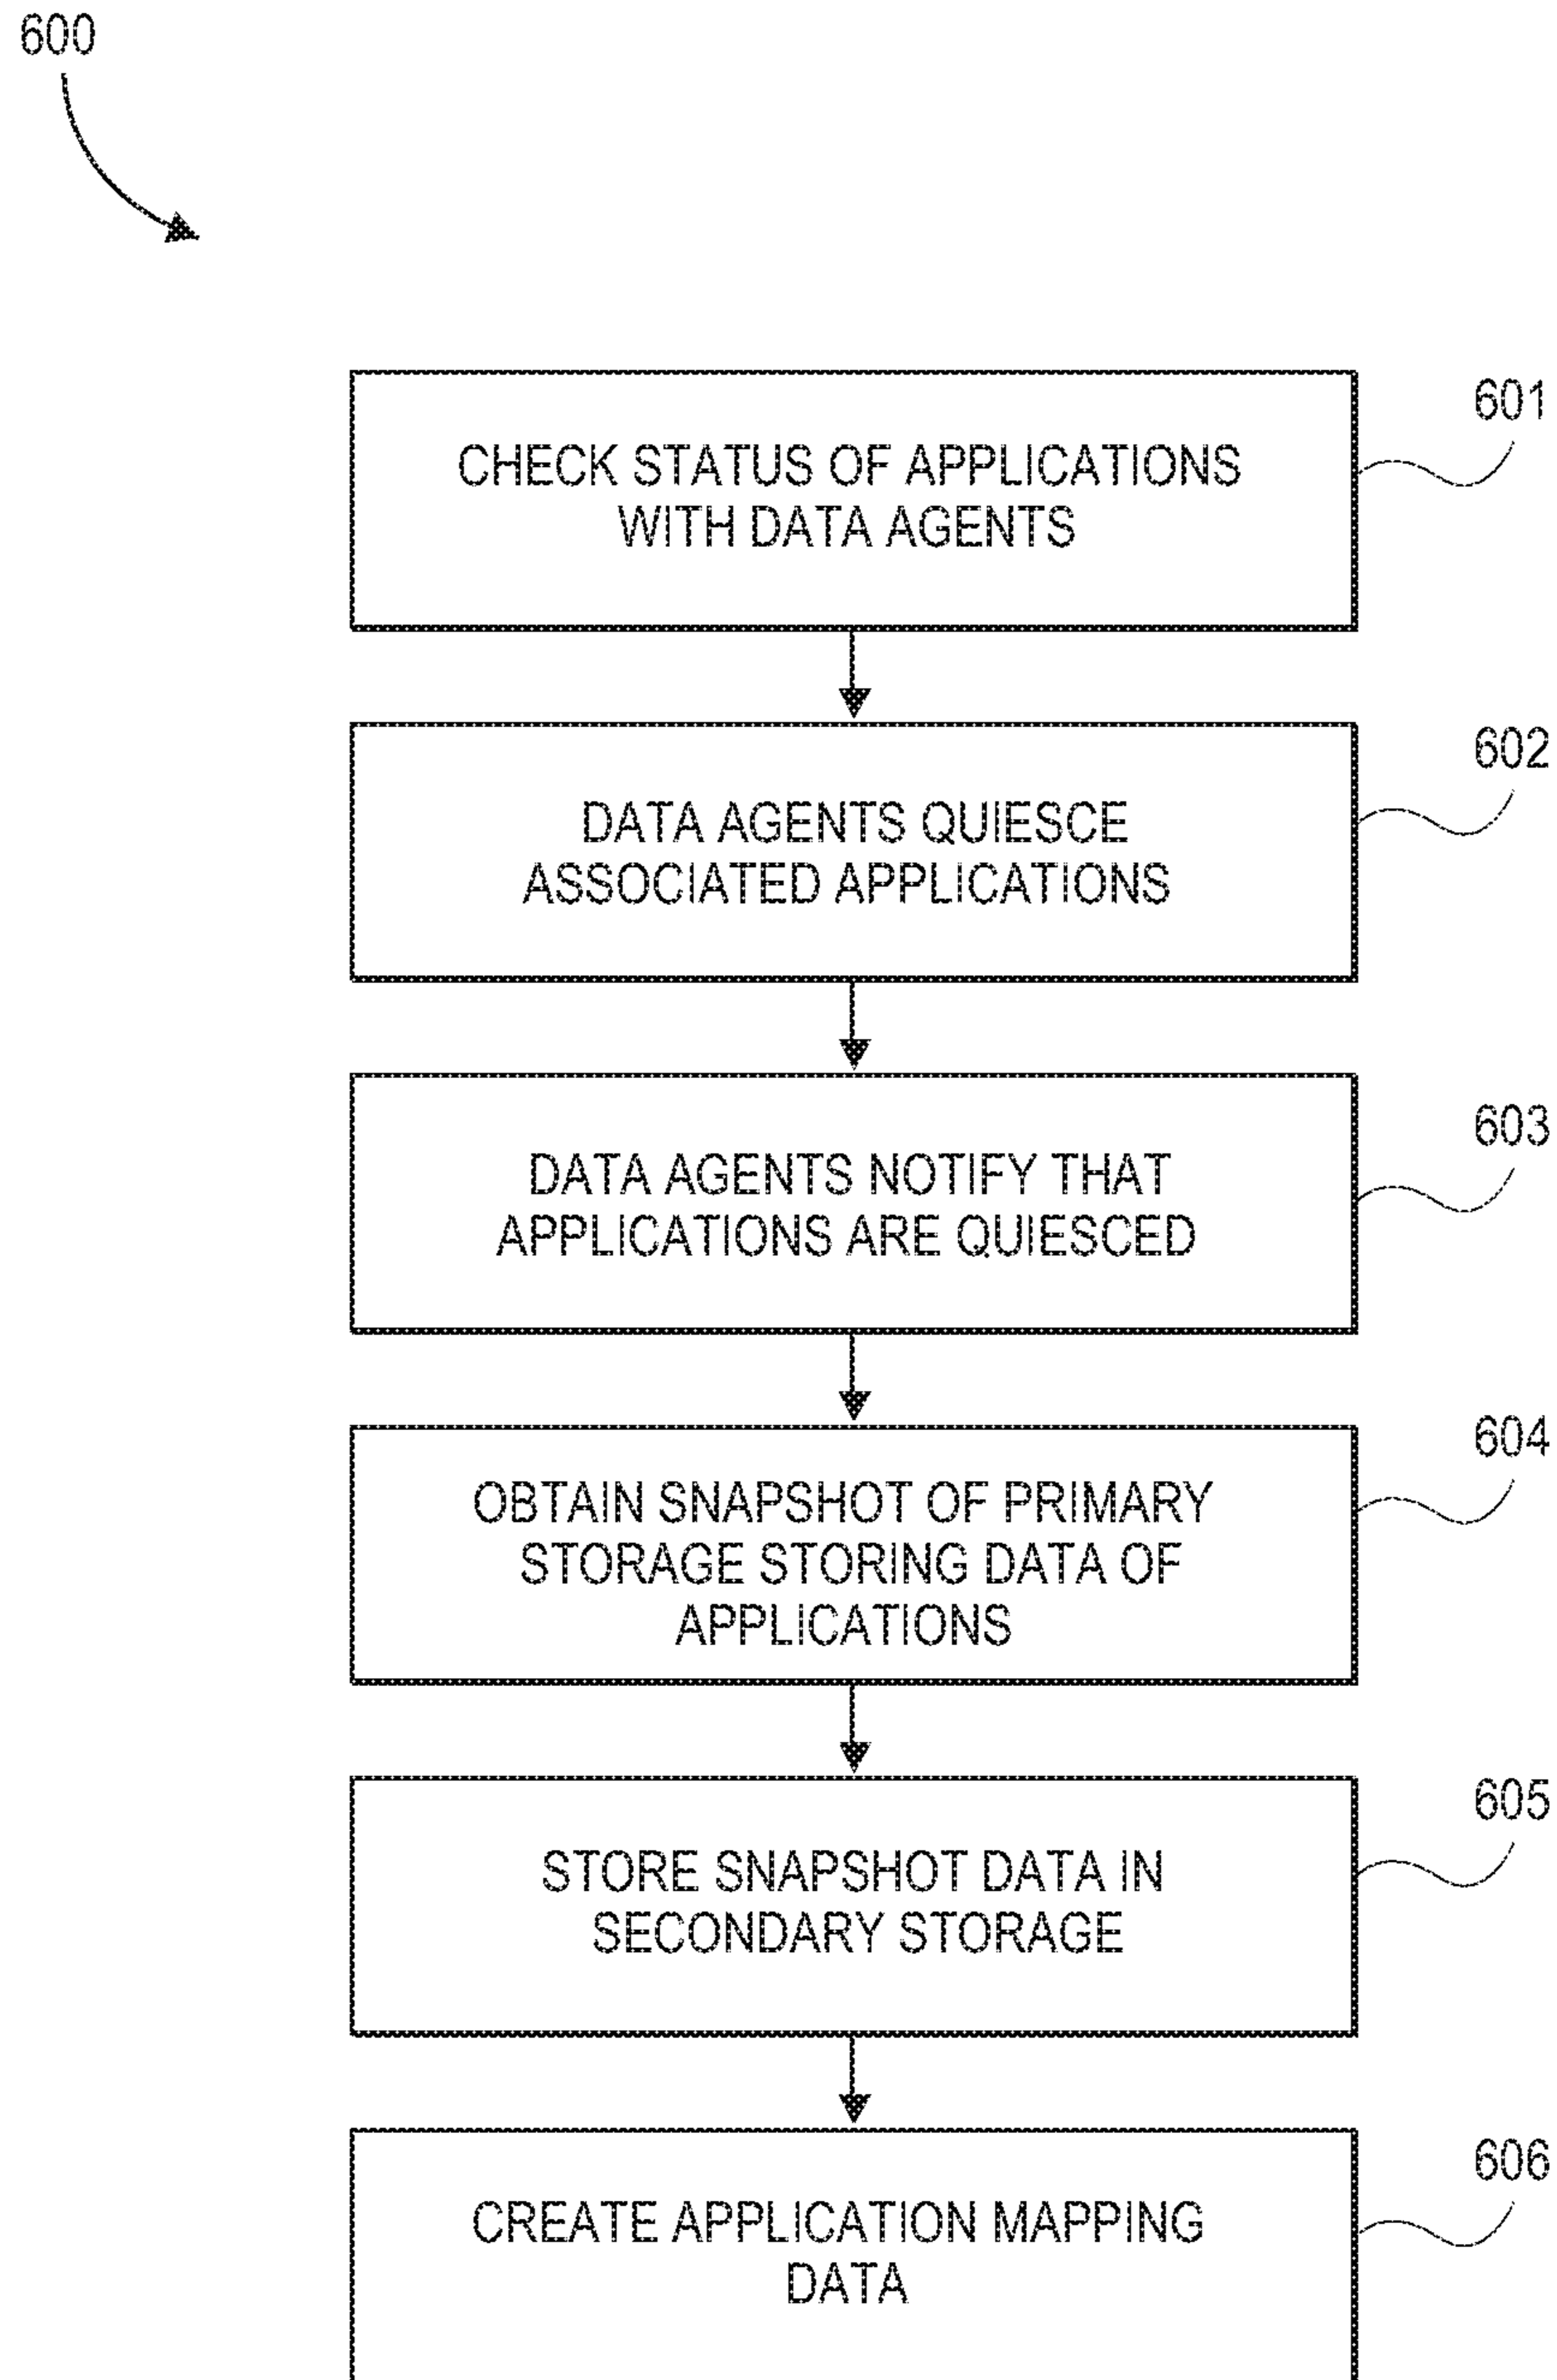 600
601
CHECK STATUS OF APPLICATIONS
WITH DATA AGENTS
602
DATA AGENTS QUIESCE
ASSOCIATED APPLICATIONS
603
DATA AGENTS NOTIFY THAT
APPLICATIONS ARE QUIESCED
604
OBTAIN SNAPSHOT OF PRIMARY
STORAGE STORING DATA OF
APPLICATIONS
605
STORE SNAPSHOT DATA IN
SECONDARY STORAGE
606
CREATE APPLICATION MAPPING
DATA